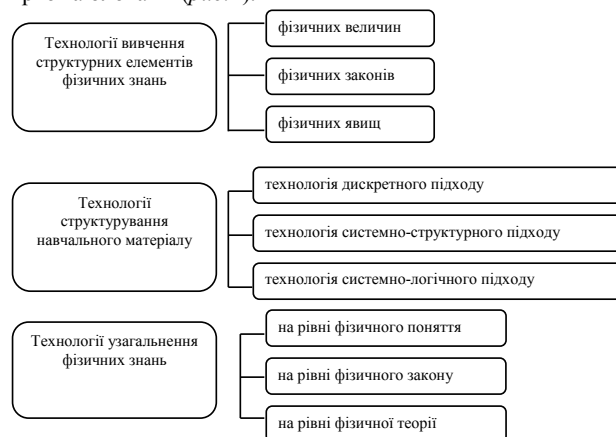 Технології вивчення
структурних елементів
фізичних знань
фізичних величин
фізичних законів
фізичних явищ
Технології
структурування
навчального матеріалу
технологія дискретного підходу
технологія системно-структурного підходу
технологія системно-логічного підходу
Технології узагальнення
фізичних знань
на рівні фізичного поняття
на рівні фізичного закону
на рівні фізичної теорії